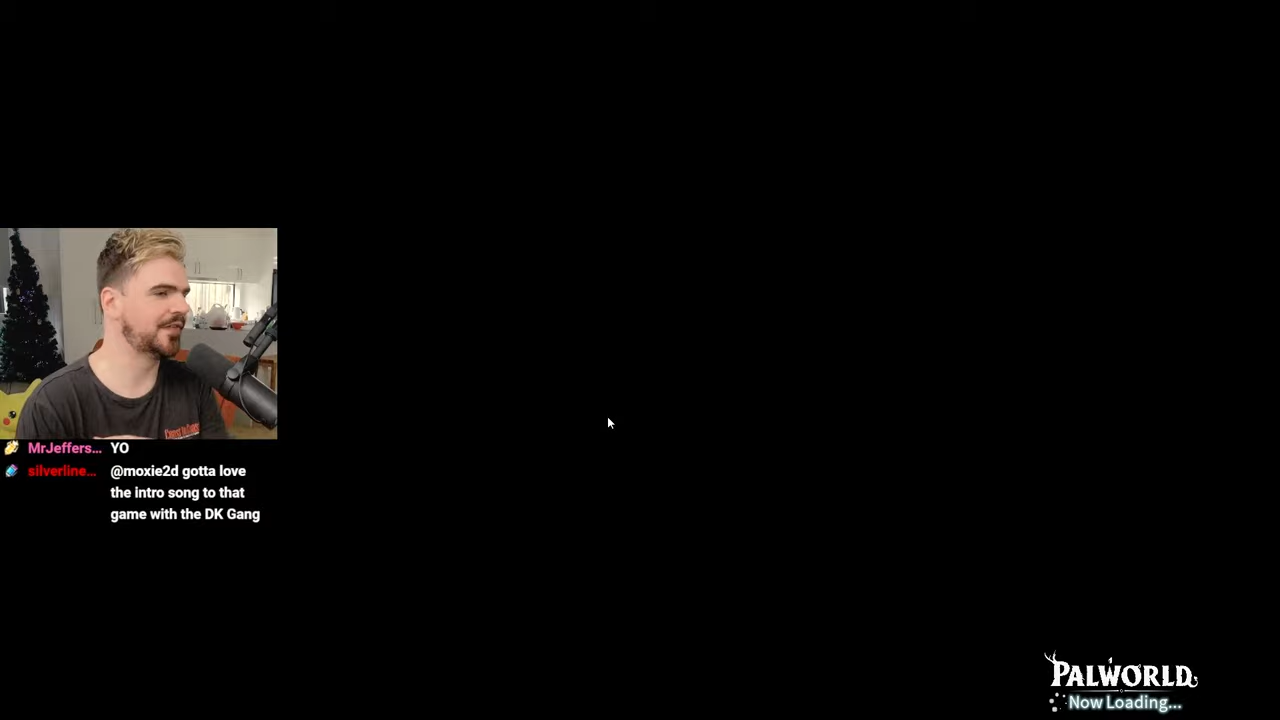 MrJeffers... YO
silverline... @moxie2d gotta love
the intro song to that
game with the DK Gang
PALWORLD
Now Loading...